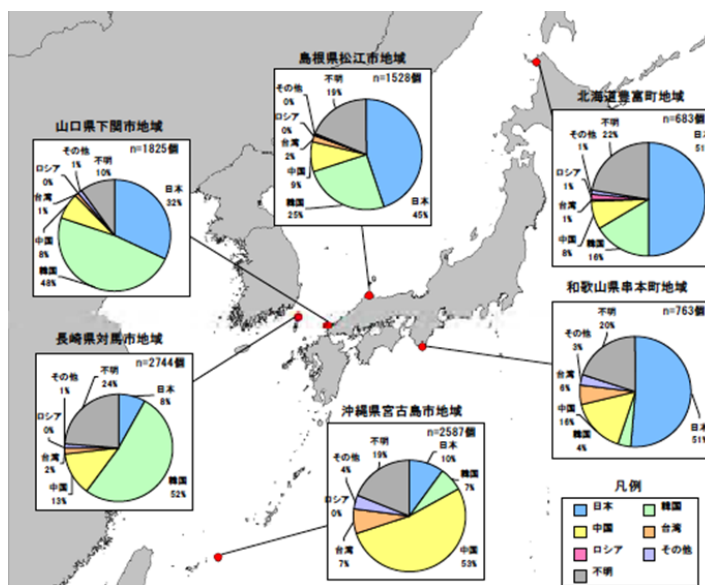 島根県松江市地域
n=1528個
その他
0%
不明
19%
ロシア
0%
台湾
2%
中国
9%
韓国
25%
日本
45%
北海道豊富町地域
n=683個
その他
1%
不明
22%
日本
51%
ロシア
1%
台湾
1%
中国
8%
韓国
16%
山口県下関市地域
n=1825個
その他
1%
不明
10%
ロシア
0%
日本
32%
台湾
1%
中国
8%
韓国
48%
和歌山県串本町地域
n=763個
その他
3%
不明
20%
台湾
6%
中国
16%
韓国
4%
日本
51%
長崎県対馬市地域
n=2744個
その他
1%
不明
24%
日本
8%
ロシア
0%
台湾
2%
中国
13%
韓国
52%
沖縄県宮古島市地域
n=2587個
その他
4%
不明
19%
日本
10%
韓国
7%
ロシア
0%
台湾
7%
中国
53%
凡例
日本 韓国
中国 台湾
ロシア その他
不明